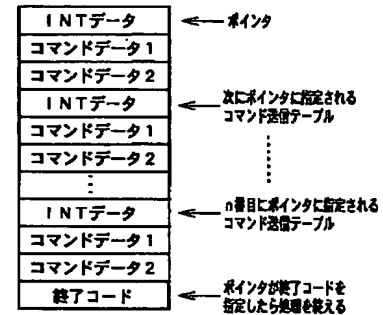 INTデータ
ポインタ
コマンドデータ1
コマンドデータ2
INTデータ
次にポインタに指定される
コマンド送信テーブル
コマンドデータ1
コマンドデータ2
INTデータ
n番目にポインタに指定される
コマンド送信テーブル
コマンドデータ1
コマンドデータ2
終了コード
ポインタが終了コードを
指定したら処理を終える